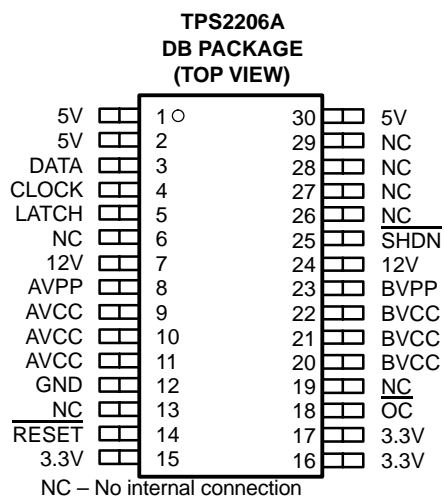 TPS2206A
DB PACKAGE
(TOP VIEW)
5V 1 30 5V
5V 2 29 NC
DATA 3 28 NC
CLOCK 4 27 NC
LATCH 5 26 NC
NC 6 25 S̅H̅D̅N̅
12V 7 24 12V
AVPP 8 23 BVPP
AVCC 9 22 BVCC
AVCC 10 21 BVCC
AVCC 11 20 BVCC
GND 12 19 NC
NC 13 18 O̅C̅
R̅E̅S̅E̅T̅ 14 17 3.3V
3.3V 15 16 3.3V
NC – No internal connection